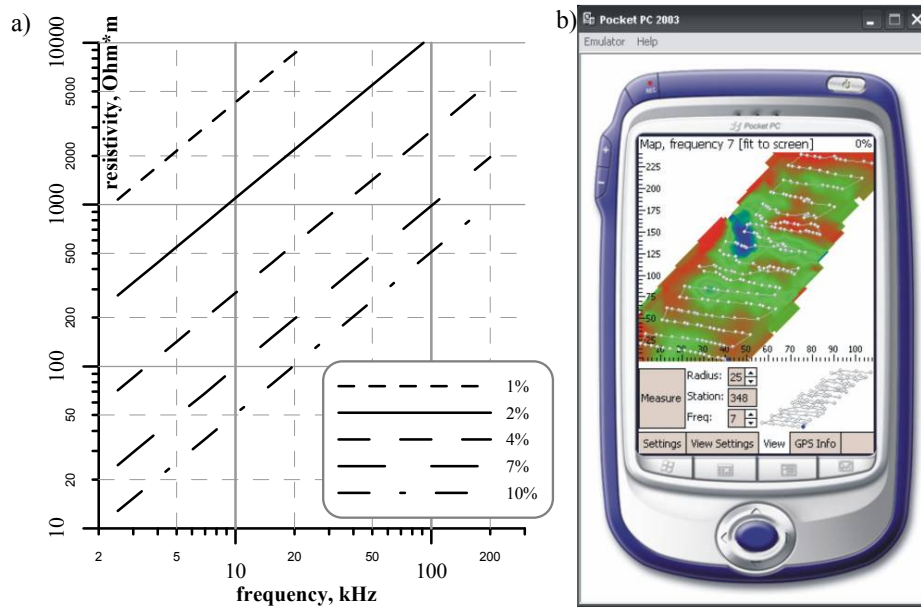 a)
resistivity, Ohm*m
10000
5000
2000
1000
500
200
100
50
20
10
2
5
10
20
50
100
200
frequency, kHz
1%
2%
4%
7%
10%
b)
Pocket PC 2003
Emulator Help
REC
Pocket PC
Map, frequency 7 [fit to screen] 0%
225
200
175
150
125
100
75
50
10 20 30 40 50 60 70 80 90 100
Measure
Radius: 25
Station: 348
Freq: 7
Settings View Settings View GPS Info